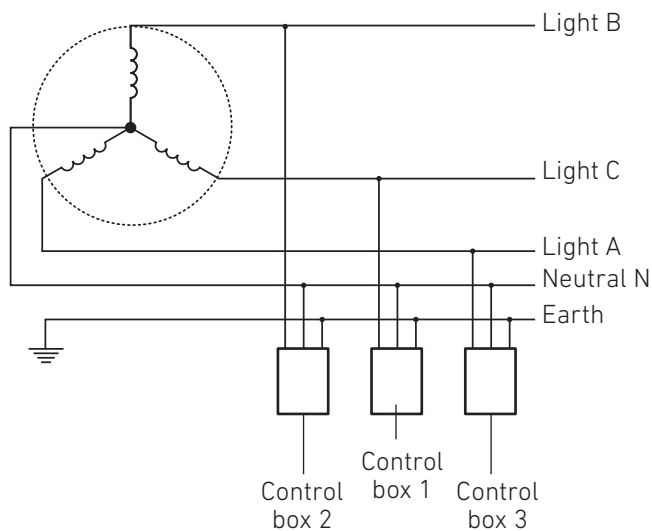 Light B
Light C
Light A
Neutral N
Earth
Control
box 2
Control
box 1
Control
box 3